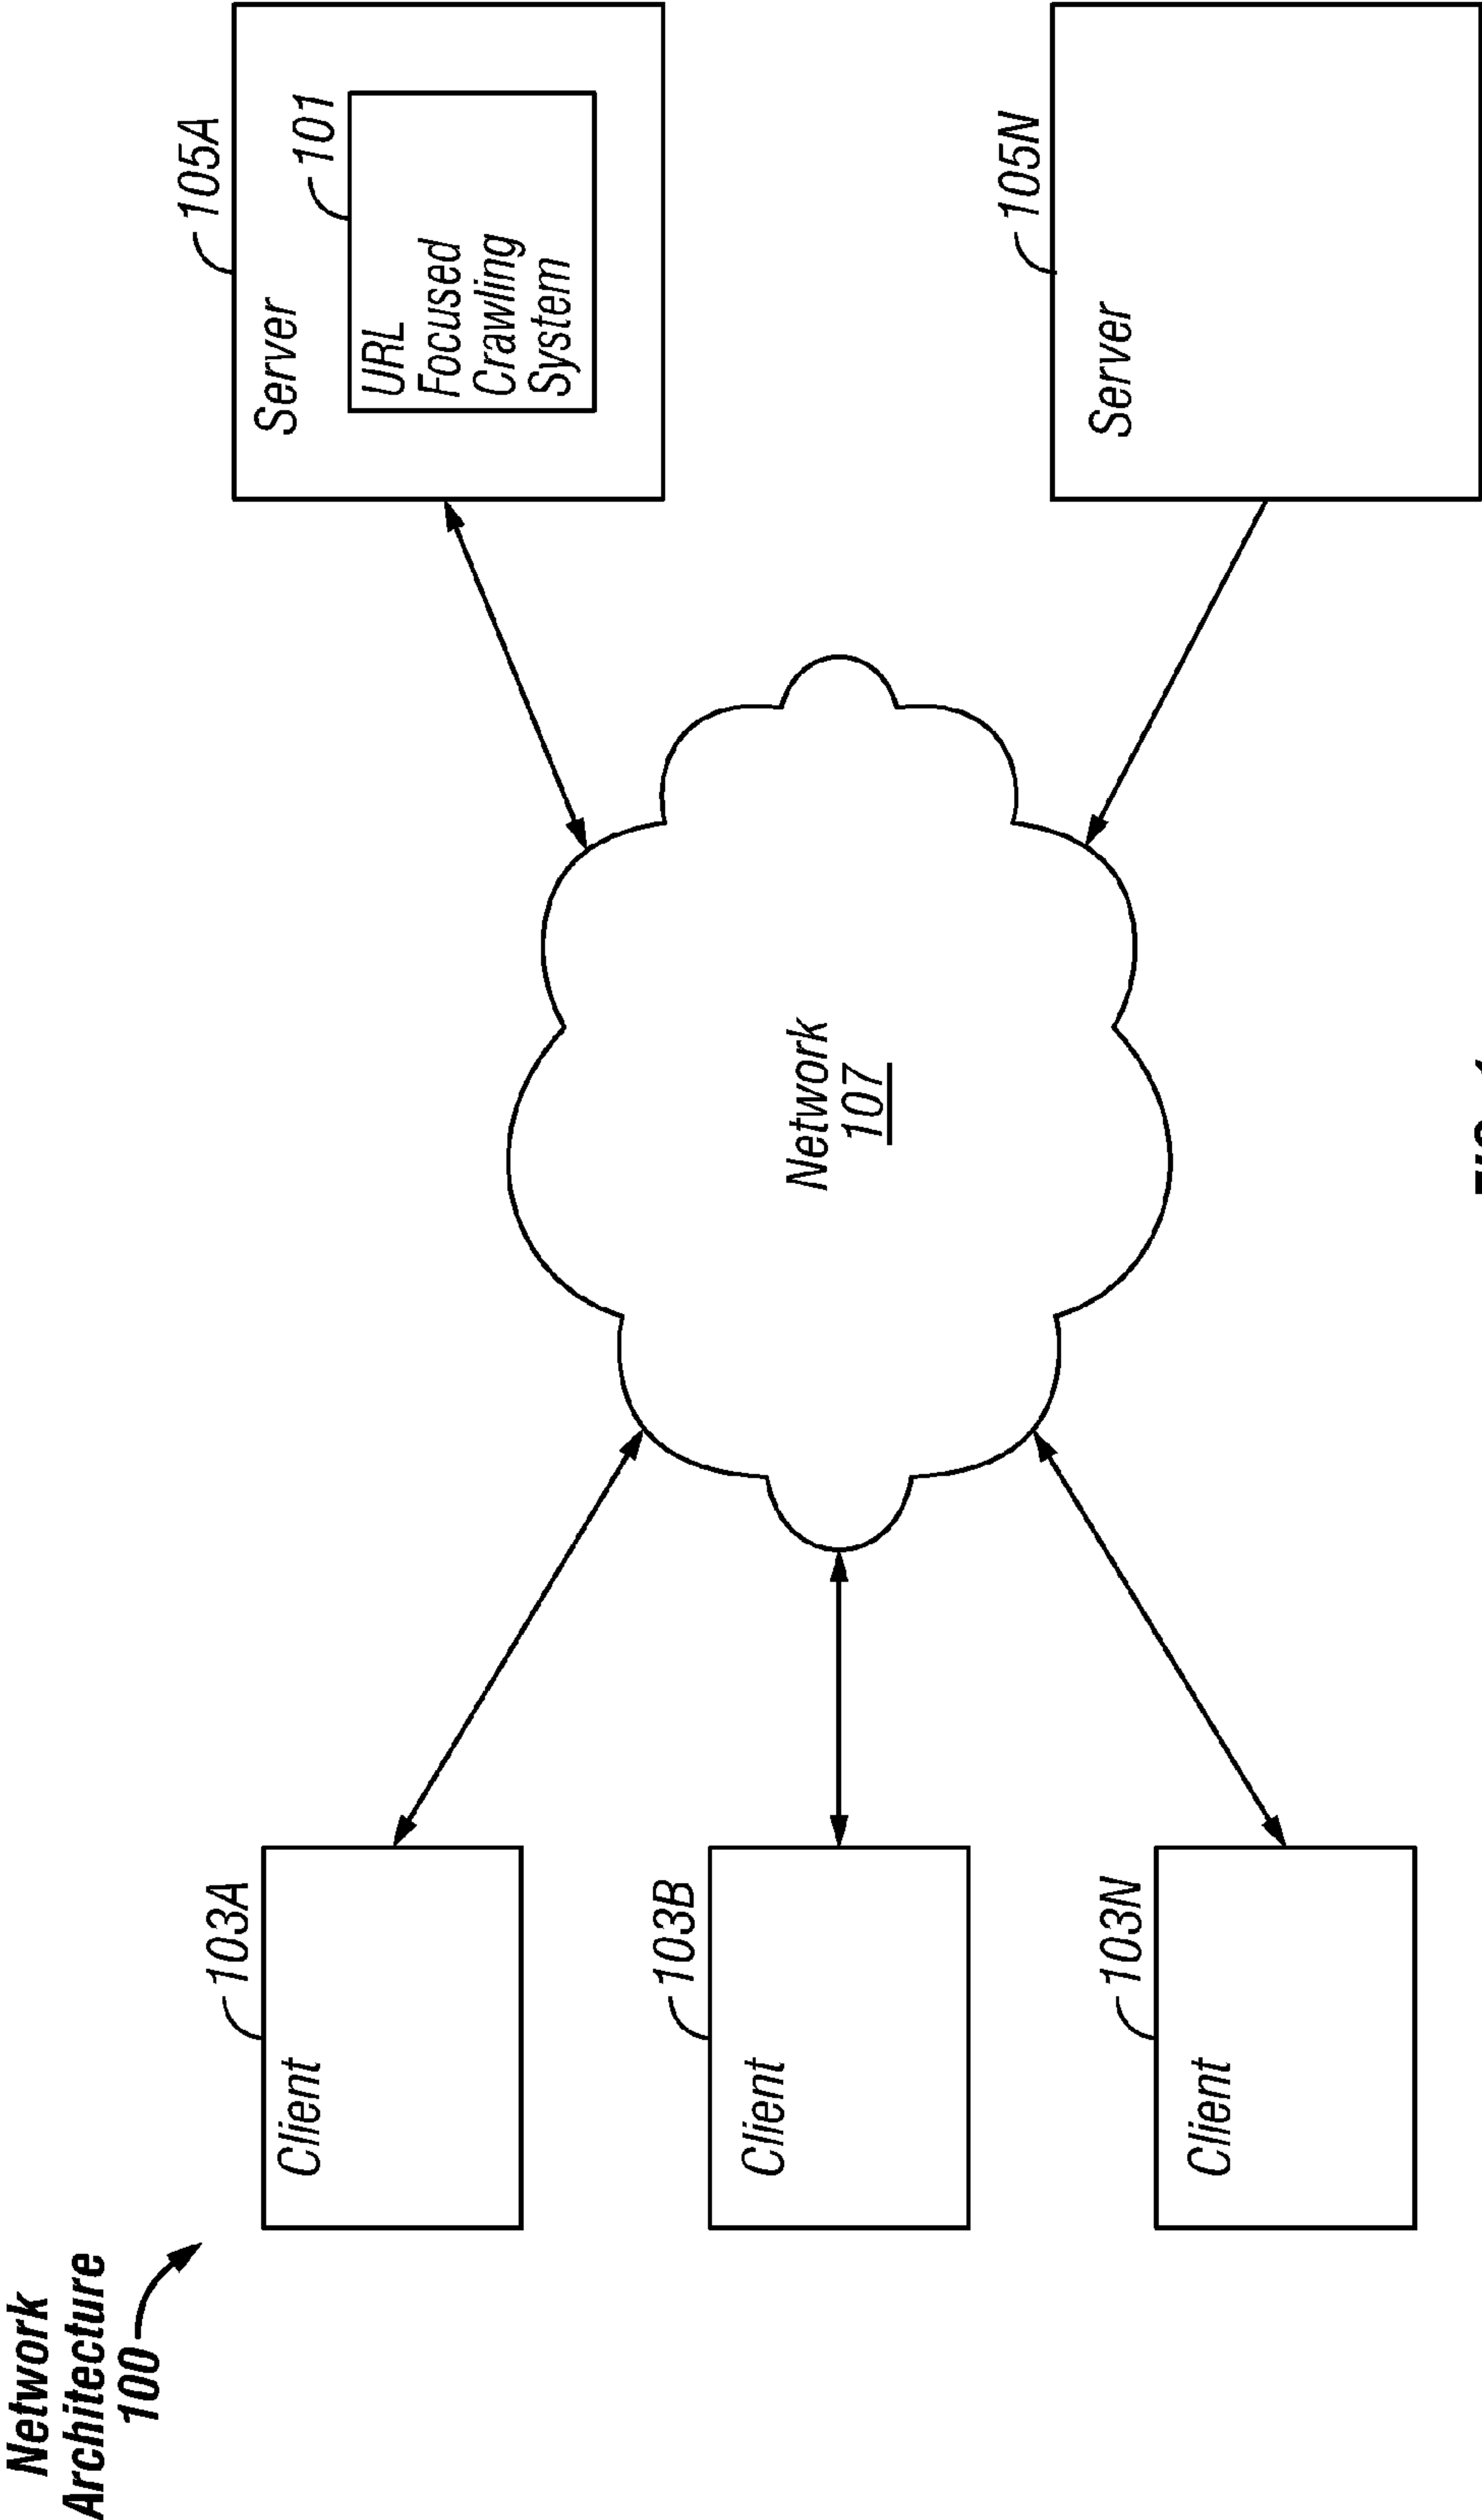 Network
Architecture
100
103A
Client
103B
Client
103N
Client
Network
107
105A
Server
101
URL
Focused
Crawling
System
105N
Server